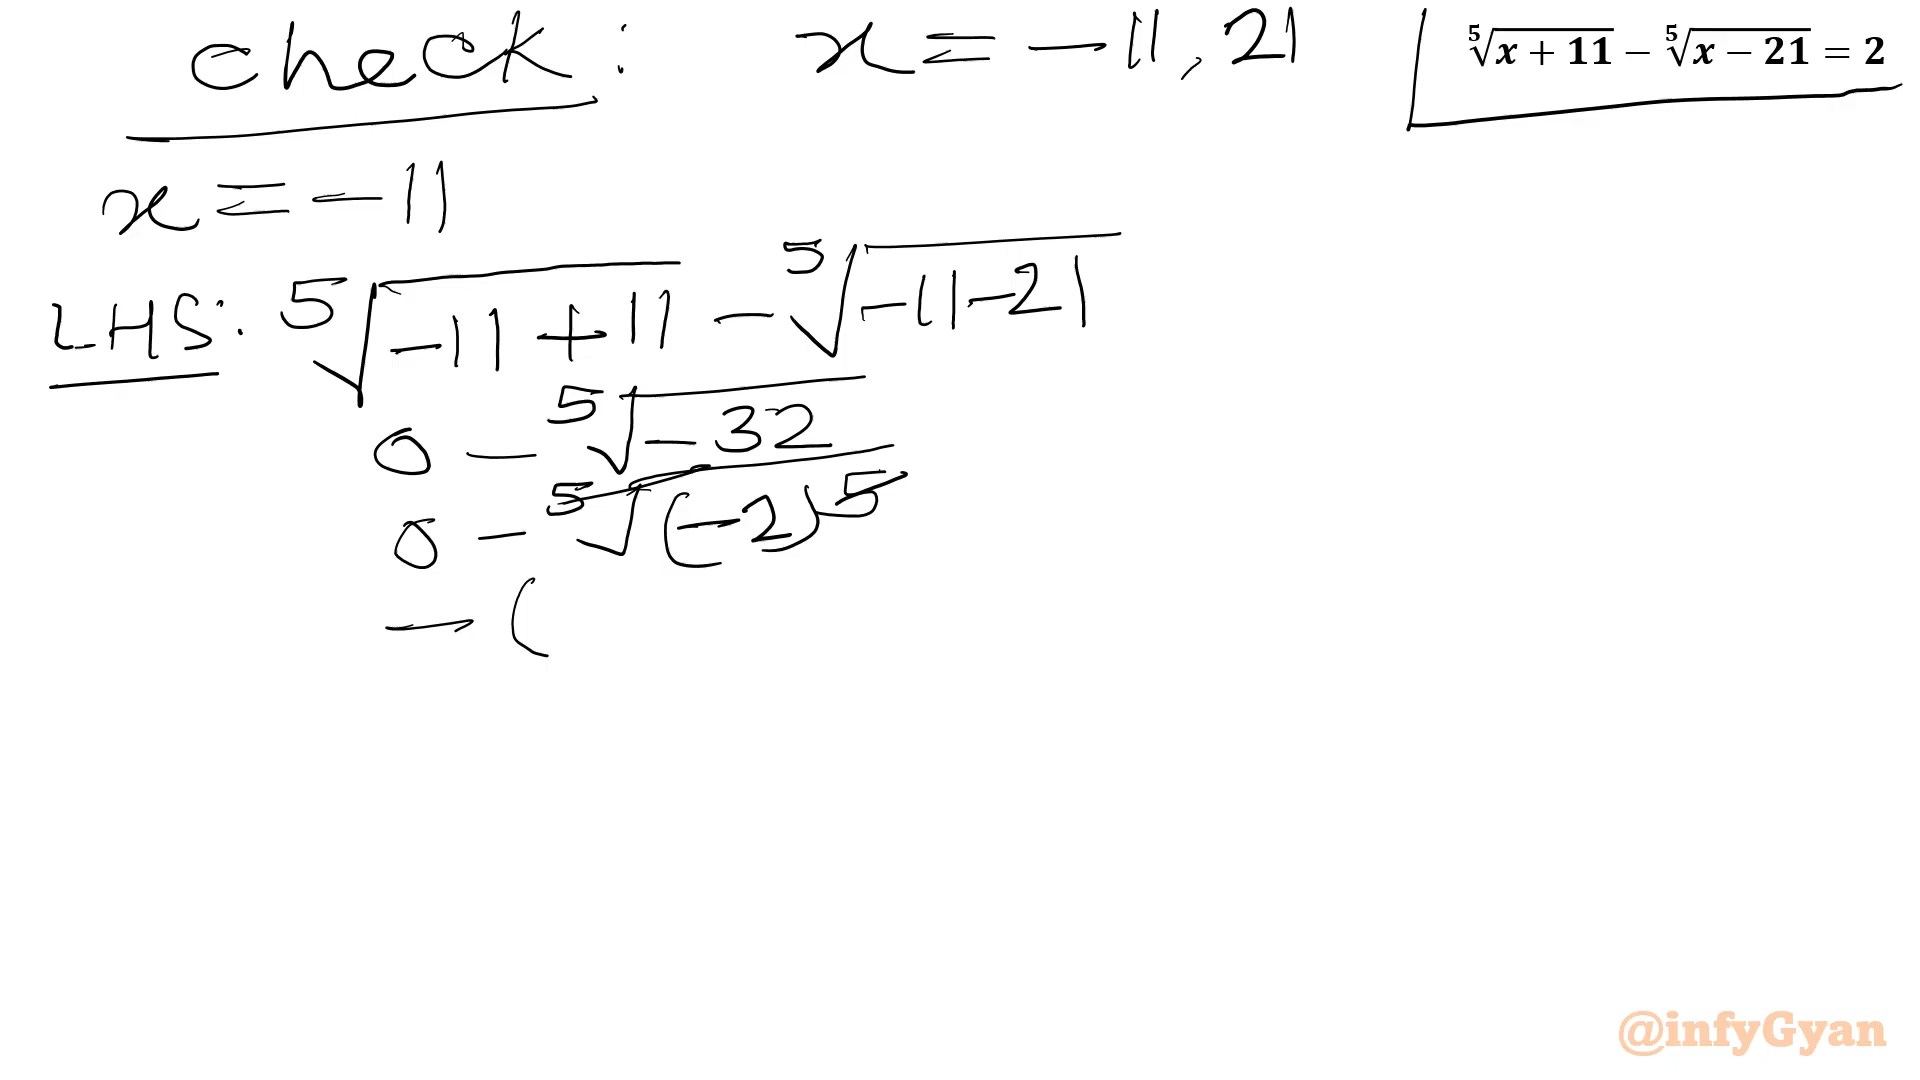 check: x = -11, 21
⁵√(x + 11) − ⁵√(x − 21) = 2
x = -11
LHS: ⁵√(-11 + 11) - ⁵√(-11-21)
0 - ⁵√(-32)
0 - ⁵√((-2)⁵)
- (
@infyGyan